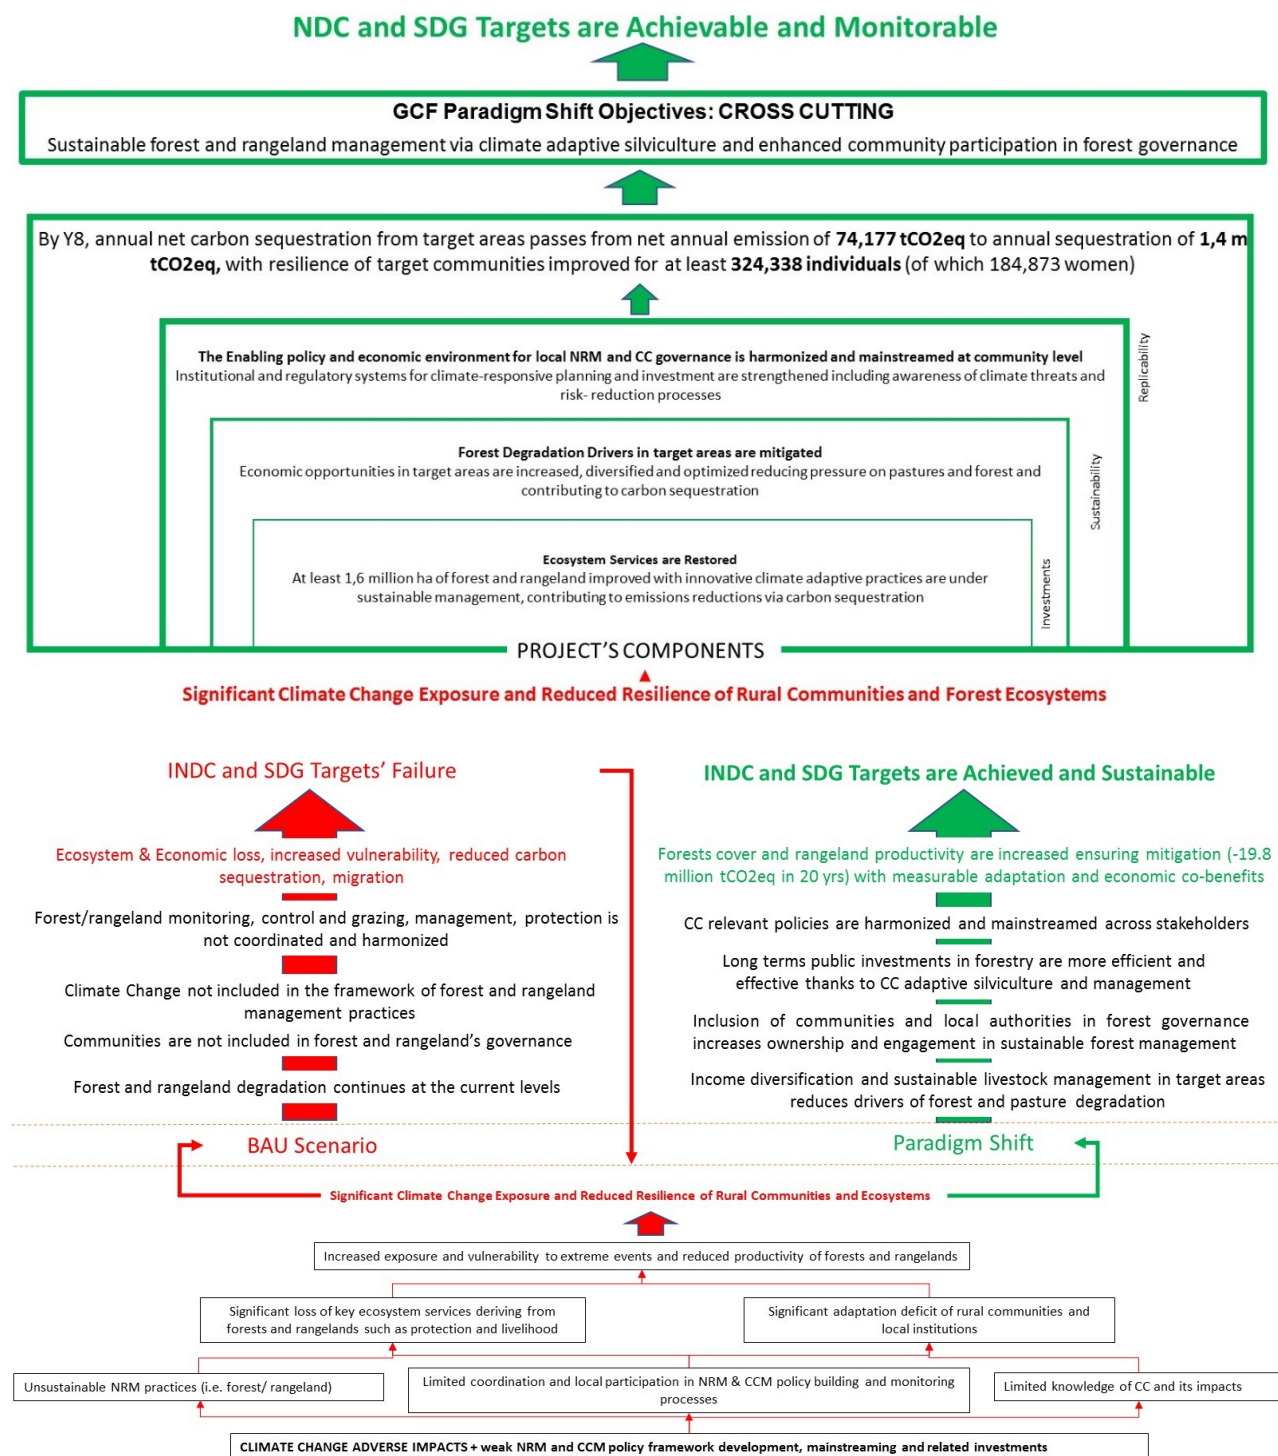 NDC and SDG Targets are Achievable and Monitorable
GCF Paradigm Shift Objectives: CROSS CUTTING
Sustainable forest and rangeland management via climate adaptive silviculture and enhanced community participation in forest governance
By Y8, annual net carbon sequestration from target areas passes from net annual emission of 74,177 tCO2eq to annual sequestration of 1,4 m
tCO2eq, with resilience of target communities improved for at least 324,338 individuals (of which 184,873 women)
The Enabling policy and economic environment for local NRM and CC governance is harmonized and mainstreamed at community level
Institutional and regulatory systems for climate-responsive planning and investment are strengthened including awareness of climate threats and
risk- reduction processes
Replicability
Forest Degradation Drivers in target areas are mitigated
Economic opportunities in target areas are increased, diversified and optimized reducing pressure on pastures and forest and
contributing to carbon sequestration
Sustainability
Ecosystem Services are Restored
At least 1,6 million ha of forest and rangeland improved with innovative climate adaptive practices are under
sustainable management, contributing to emissions reductions via carbon sequestration
Investments
PROJECT'S COMPONENTS
Significant Climate Change Exposure and Reduced Resilience of Rural Communities and Forest Ecosystems
INDC and SDG Targets' Failure
Ecosystem & Economic loss, increased vulnerability, reduced carbon
sequestration, migration
Forest/rangeland monitoring, control and grazing, management, protection is
not coordinated and harmonized
Climate Change not included in the framework of forest and rangeland
management practices
Communities are not included in forest and rangeland's governance
Forest and rangeland degradation continues at the current levels
BAU Scenario
INDC and SDG Targets are Achieved and Sustainable
Forests cover and rangeland productivity are increased ensuring mitigation (-19.8
million tCO2eq in 20 yrs) with measurable adaptation and economic co-benefits
CC relevant policies are harmonized and mainstreamed across stakeholders
Long terms public investments in forestry are more efficient and
effective thanks to CC adaptive silviculture and management
Inclusion of communities and local authorities in forest governance
increases ownership and engagement in sustainable forest management
Income diversification and sustainable livestock management in target areas
reduces drivers of forest and pasture degradation
Paradigm Shift
Significant Climate Change Exposure and Reduced Resilience of Rural Communities and Ecosystems
Increased exposure and vulnerability to extreme events and reduced productivity of forests and rangelands
Significant loss of key ecosystem services deriving from
forests and rangelands such as protection and livelihood
Significant adaptation deficit of rural communities and
local institutions
Unsustainable NRM practices (i.e. forest/ rangeland)
Limited coordination and local participation in NRM & CCM policy building and monitoring
processes
Limited knowledge of CC and its impacts
CLIMATE CHANGE ADVERSE IMPACTS + weak NRM and CCM policy framework development, mainstreaming and related investments